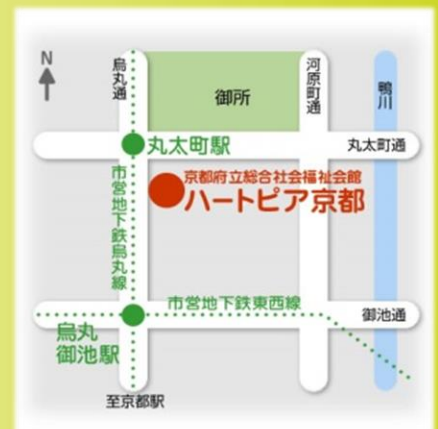 N
烏丸通
御所
河原町通
鴨川
丸太町駅
丸太町通
京都府立総合社会福祉会館
ハートピア京都
市営地下鉄烏丸線
市営地下鉄東西線
御池通
烏丸
御池駅
至京都駅